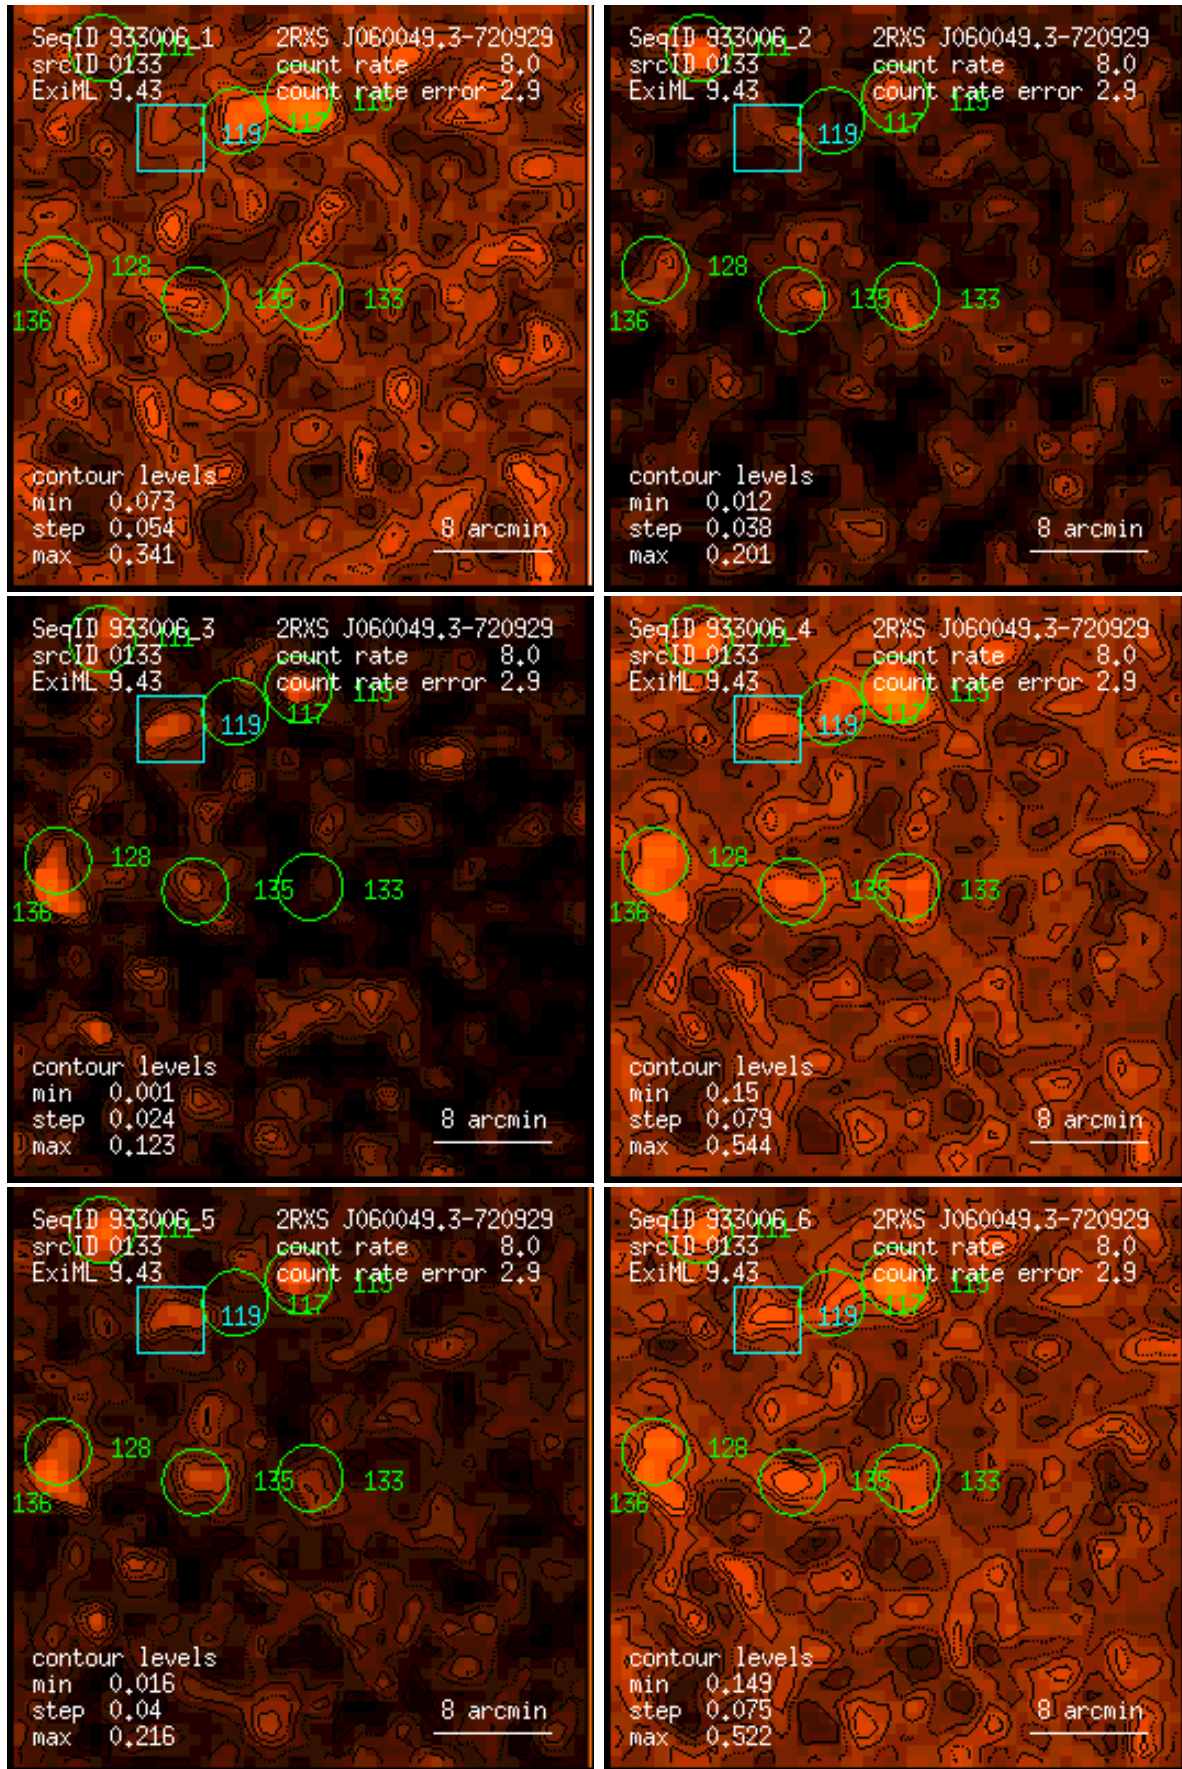 SeqID 933006_1 2RXS J060049.3-720929
srcID 0133 count rate 8.0
ExiML 9.43 count rate error 2.9
111
115
117
119
128
135
133
136
contour levels
min 0.073
step 0.054
max 0.341
8 arcmin
SeqID 933006_2 2RXS J060049.3-720929
srcID 0133 count rate 8.0
ExiML 9.43 count rate error 2.9
111
115
117
119
128
135
133
136
contour levels
min 0.012
step 0.038
max 0.201
8 arcmin
SeqID 933006_3 2RXS J060049.3-720929
srcID 0133 count rate 8.0
ExiML 9.43 count rate error 2.9
111
115
117
119
128
135
133
136
contour levels
min 0.001
step 0.024
max 0.123
8 arcmin
SeqID 933006_4 2RXS J060049.3-720929
srcID 0133 count rate 8.0
ExiML 9.43 count rate error 2.9
111
115
117
119
128
135
133
136
contour levels
min 0.15
step 0.079
max 0.544
8 arcmin
SeqID 933006_5 2RXS J060049.3-720929
srcID 0133 count rate 8.0
ExiML 9.43 count rate error 2.9
111
115
117
119
128
135
133
136
contour levels
min 0.016
step 0.04
max 0.216
8 arcmin
SeqID 933006_6 2RXS J060049.3-720929
srcID 0133 count rate 8.0
ExiML 9.43 count rate error 2.9
111
115
117
119
128
135
133
136
contour levels
min 0.149
step 0.075
max 0.522
8 arcmin